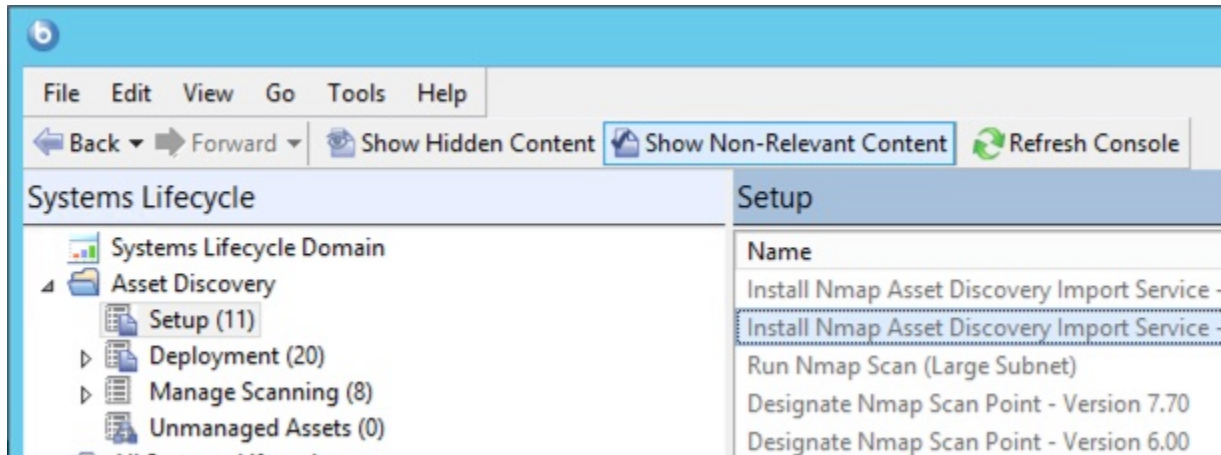 b
File Edit View Go Tools Help
Back Forward Show Hidden Content Show Non-Relevant Content Refresh Console
Systems Lifecycle
Systems Lifecycle Domain
Asset Discovery
Setup (11)
Deployment (20)
Manage Scanning (8)
Unmanaged Assets (0)
Setup
Name
Install Nmap Asset Discovery Import Service -
Install Nmap Asset Discovery Import Service -
Run Nmap Scan (Large Subnet)
Designate Nmap Scan Point - Version 7.70
Designate Nmap Scan Point - Version 6.00